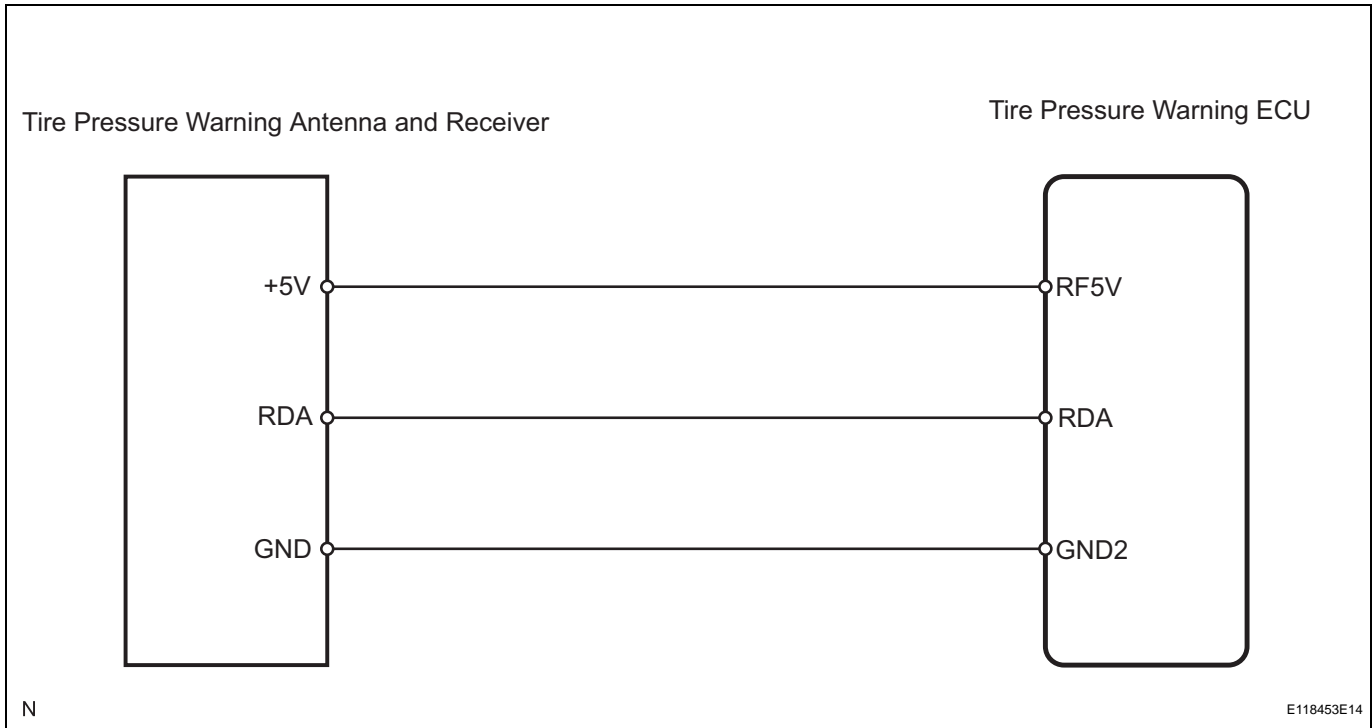 Tire Pressure Warning Antenna and Receiver
Tire Pressure Warning ECU
+5V
RF5V
RDA
RDA
GND
GND2
N
E118453E14